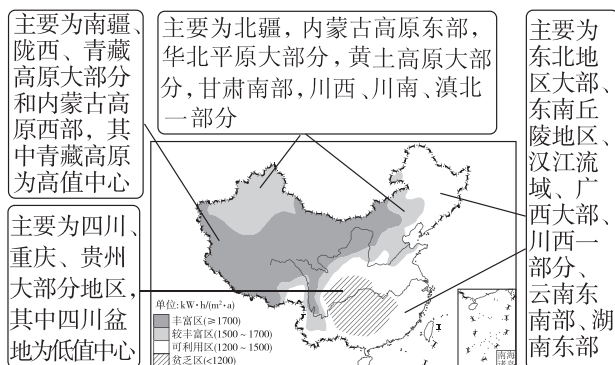 主要为南疆、
陇西、青藏
高原大部分
和内蒙古高
原西部，其
中青藏高原
为高值中心
主要为北疆，内蒙古高原东部，
华北平原大部分，黄土高原大部
分，甘肃南部，川西、川南、滇北
一部分
主要为
东北地
区大部、
东南丘
陵地区、
汉江流
域、广
西大部、
川西一
部分、
云南东
南部、湖
南东部
主要为四川、
重庆、贵州
大部分地区，
其中四川盆
地为低值中心
单位：kW·h/(m²·a)
丰富区(≥1700)
较丰富区(1500~1700)
可利用区(1200~1500)
贫乏区(<1200)
南海
诸岛